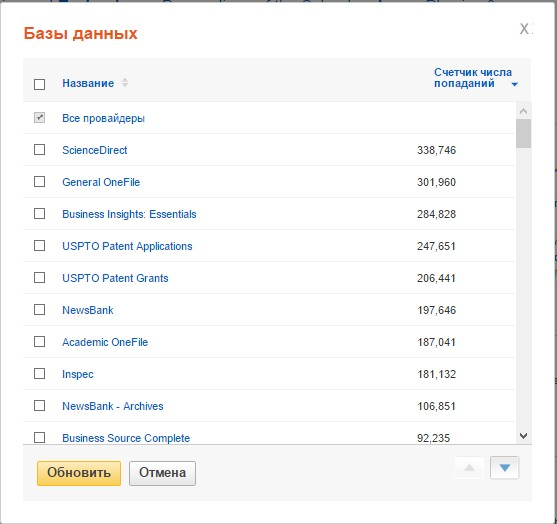 Базы данных
X
Название
Счетчик числа
попаданий
Все провайдеры
ScienceDirect 338,746
General OneFile 301,960
Business Insights: Essentials 284,828
USPTO Patent Applications 247,651
USPTO Patent Grants 206,441
NewsBank 197,646
Academic OneFile 187,041
Inspec 181,132
NewsBank - Archives 106,851
Business Source Complete 92,235
Обновить Отмена